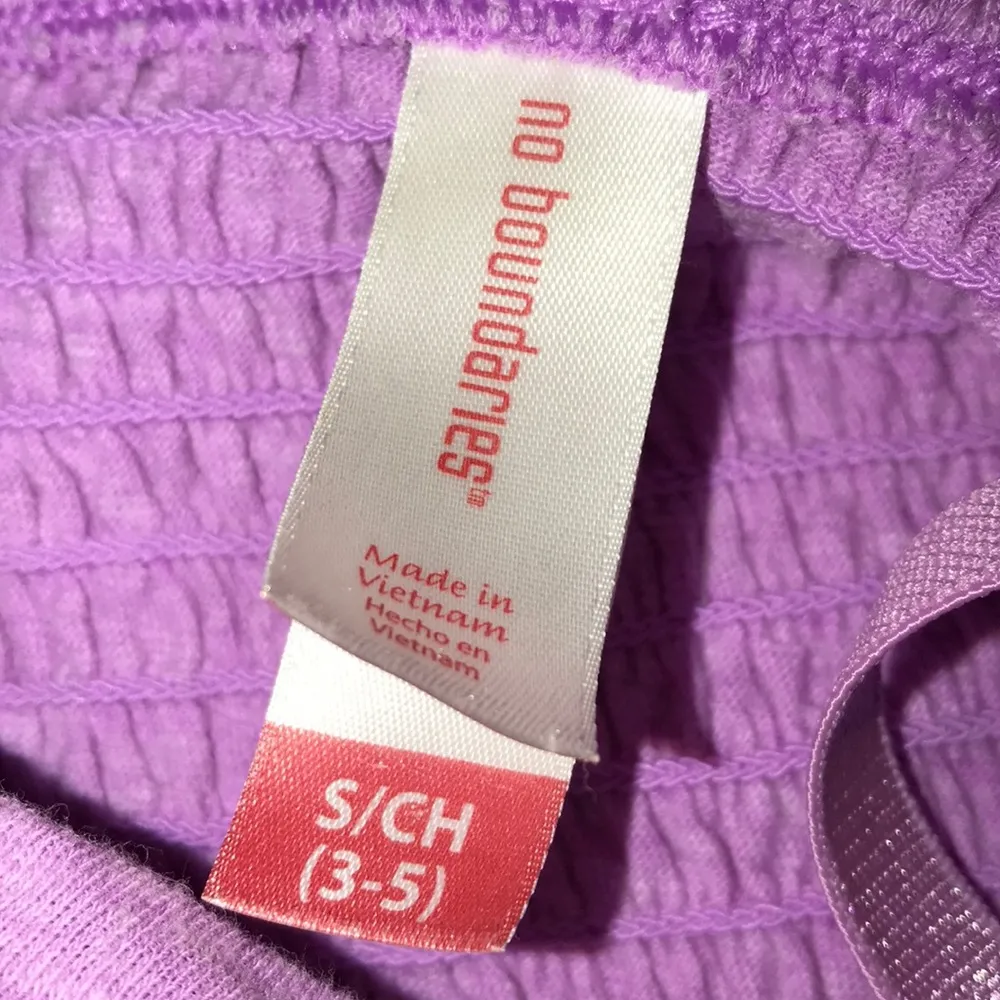 no boundaries
Made in
Vietnam
Hecho en
Vietnam
S/CH
(3-5)